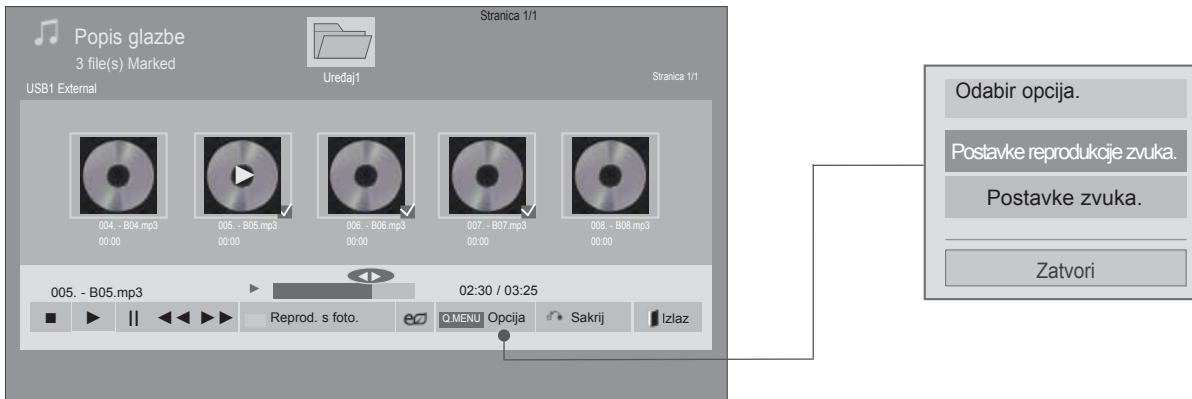 Stranica 1/1
Popis glazbe
3 file(s) Marked
Uređaj1
Stranica 1/1
USB1 External
004. - B04.mp3 005. - B05.mp3 006. - B06.mp3 007. - B07.mp3 008. - B08.mp3
00:00 00:00 00:00 00:00 00:00
005. - B05.mp3 02:30 / 03:25
Reprod. s foto. Q.MENU Opcija Sakrij Izlaz
Odabir opcija.
Postavke reprodukcije zvuka.
Postavke zvuka.
Zatvori